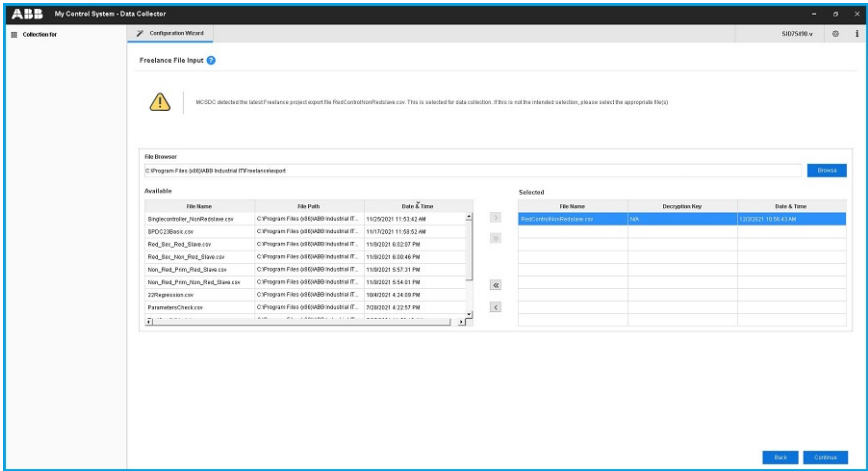 ABB My Control System - Data Collector
Collection for
Configuration Wizard
SID75490.v
Freelance File Input ?
MCSDC detected the latest Freelance project export file RedControlNonRedslave.csv. This is selected for data collection. If this is not the intended selection, please select the appropriate file(s)
File Browser
C:\Program Files (x86)\ABB Industrial IT\Freelance\export
Browse
Available
File Name File Path Date & Time
Singlecontroller_NonRedslave.csv C:\Program Files (x86)\ABB Industrial IT... 11/25/2021 11:53:42 AM
SPDC23Basic.csv C:\Program Files (x86)\ABB Industrial IT... 11/17/2021 11:58:52 AM
Red_Sec_Red_Slave.csv C:\Program Files (x86)\ABB Industrial IT... 11/9/2021 6:02:07 PM
Red_Sec_Non_Red_Slave.csv C:\Program Files (x86)\ABB Industrial IT... 11/9/2021 6:00:46 PM
Non_Red_Prim_Red_Slave.csv C:\Program Files (x86)\ABB Industrial IT... 11/9/2021 5:57:31 PM
Non_Red_Prim_Non_Red_Slave.csv C:\Program Files (x86)\ABB Industrial IT... 11/9/2021 5:54:01 PM
22Regression.csv C:\Program Files (x86)\ABB Industrial IT... 10/4/2021 4:24:09 PM
ParametersCheck.csv C:\Program Files (x86)\ABB Industrial IT... 7/20/2021 4:22:57 PM
Selected
File Name Decryption Key Date & Time
RedControlNonRedslave.csv N/A 12/2/2021 10:56:43 AM
Back Continue